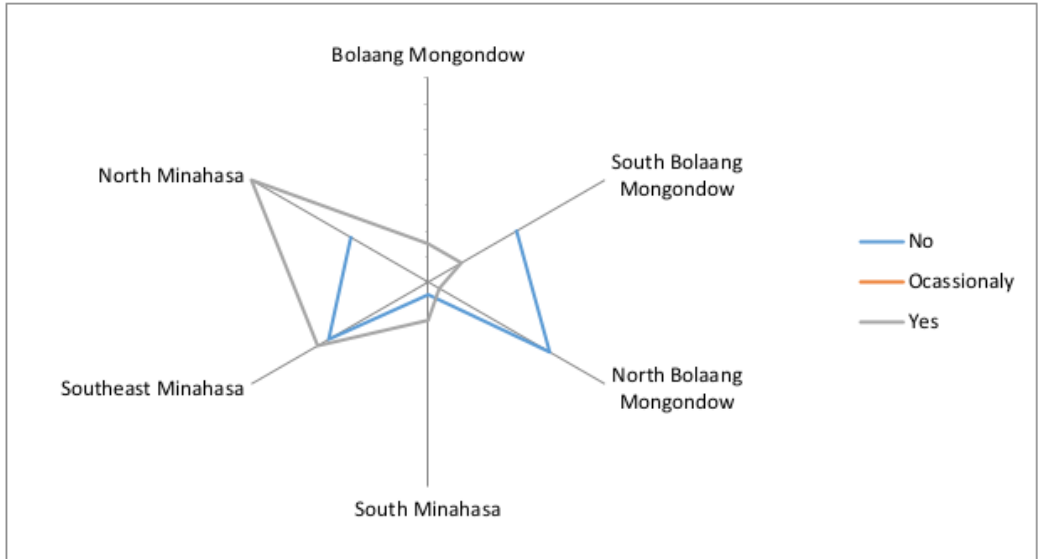 Bolaang Mongondow
South Bolaang
Mongondow
North Minahasa
No
Ocassionaly
Yes
North Bolaang
Mongondow
Southeast Minahasa
South Minahasa